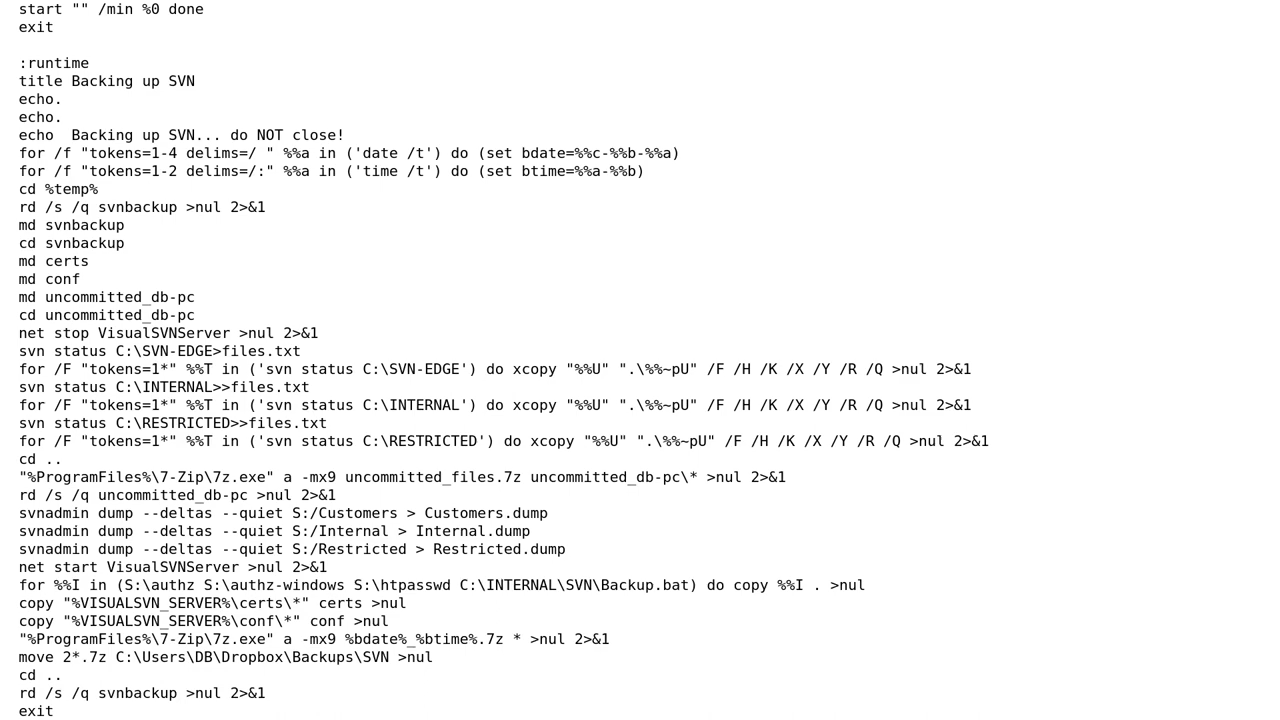 start "" /min %0 done
exit

:runtime
title Backing up SVN
echo.
echo.
echo  Backing up SVN... do NOT close!
for /f "tokens=1-4 delims=/ " %%a in ('date /t') do (set bdate=%%c-%%b-%%a)
for /f "tokens=1-2 delims=/:" %%a in ('time /t') do (set btime=%%a-%%b)
cd %temp%
rd /s /q svnbackup >nul 2>&1
md svnbackup
cd svnbackup
md certs
md conf
md uncommitted_db-pc
cd uncommitted_db-pc
net stop VisualSVNServer >nul 2>&1
svn status C:\SVN-EDGE>files.txt
for /F "tokens=1*" %%T in ('svn status C:\SVN-EDGE') do xcopy "%%U" ".\%%~pU" /F /H /K /X /Y /R /Q >nul 2>&1
svn status C:\INTERNAL>>files.txt
for /F "tokens=1*" %%T in ('svn status C:\INTERNAL') do xcopy "%%U" ".\%%~pU" /F /H /K /X /Y /R /Q >nul 2>&1
svn status C:\RESTRICTED>>files.txt
for /F "tokens=1*" %%T in ('svn status C:\RESTRICTED') do xcopy "%%U" ".\%%~pU" /F /H /K /X /Y /R /Q >nul 2>&1
cd ..
"%ProgramFiles%\7-Zip\7z.exe" a -mx9 uncommitted_files.7z uncommitted_db-pc\* >nul 2>&1
rd /s /q uncommitted_db-pc >nul 2>&1
svnadmin dump --deltas --quiet S:/Customers > Customers.dump
svnadmin dump --deltas --quiet S:/Internal > Internal.dump
svnadmin dump --deltas --quiet S:/Restricted > Restricted.dump
net start VisualSVNServer >nul 2>&1
for %%I in (S:\authz S:\authz-windows S:\htpasswd C:\INTERNAL\SVN\Backup.bat) do copy %%I . >nul
copy "%VISUALSVN_SERVER%\certs\*" certs >nul
copy "%VISUALSVN_SERVER%\conf\*" conf >nul
"%ProgramFiles%\7-Zip\7z.exe" a -mx9 %bdate%_%btime%.7z * >nul 2>&1
move 2*.7z C:\Users\DB\Dropbox\Backups\SVN >nul
cd ..
rd /s /q svnbackup >nul 2>&1
exit